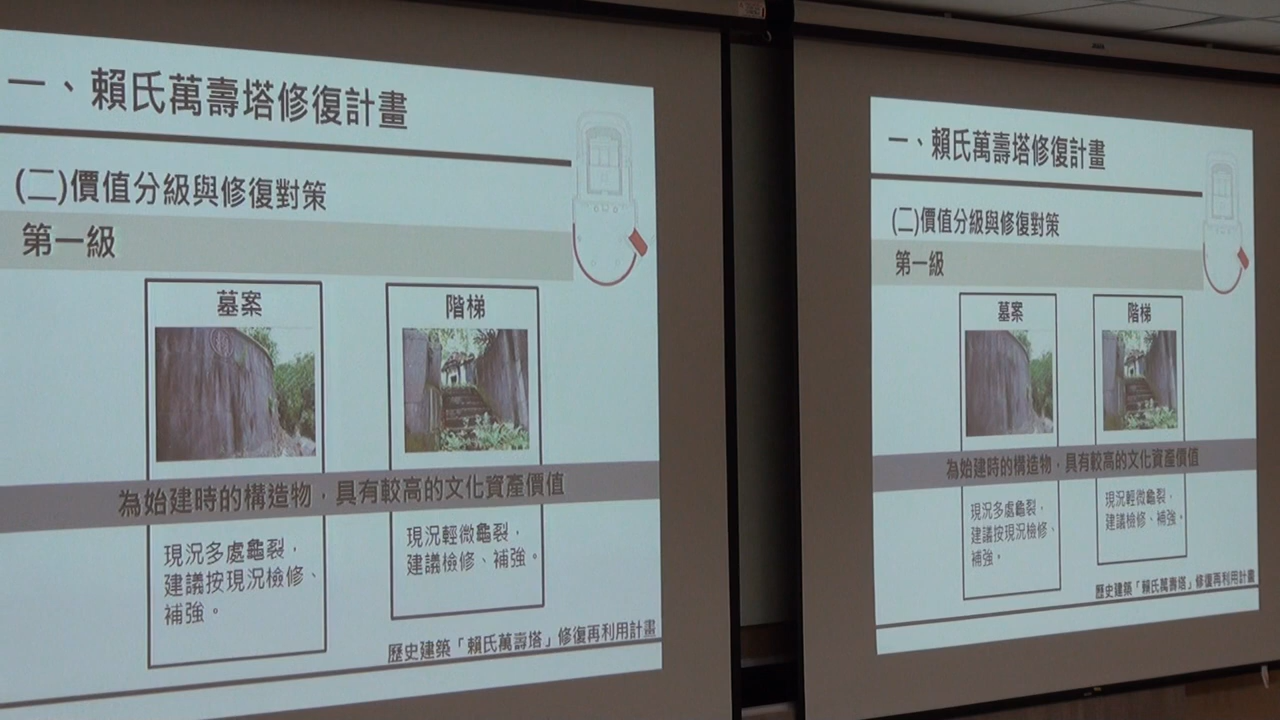 一、賴氏萬壽塔修復計畫
(二)價值分級與修復對策
第一級
墓案
階梯
為始建時的構造物，具有較高的文化資產價值
現況多處龜裂，
建議按現況檢修、
補強。
現況輕微龜裂，
建議檢修、補強。
歷史建築「賴氏萬壽塔」修復再利用計畫
一、賴氏萬壽塔修復計畫
(二)價值分級與修復對策
第一級
墓案
階梯
為始建時的構造物，具有較高的文化資產價值
現況多處龜裂，
建議按現況檢修、
補強。
現況輕微龜裂，
建議檢修、補強。
歷史建築「賴氏萬壽塔」修復再利用計畫